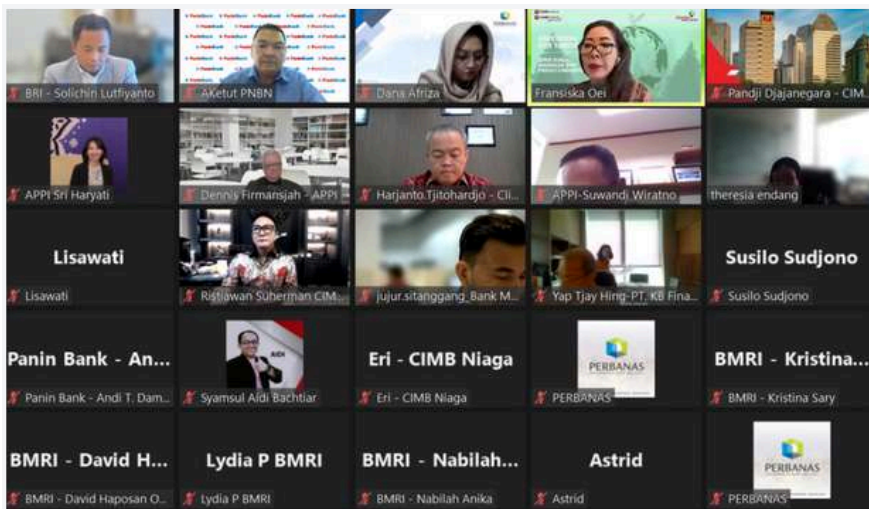 BRI - Solichin Lutfiyanto
AKetut PNBN
Dana Afriza
Fransiska Oei
Pandji Djajanegara - CIM...
APPI Sri Haryati
Dennis Firmansjah - APPI
Harjanto.Tjitohardjo - Cli...
APPI-Suwandi Wiratno
theresia endang
Lisawati
Lisawati
Ristiawan Suherman CIM...
jujur.sitanggang_Bank M...
Yap Tjay Hing-PT. KB Fina...
Susilo Sudjono
Susilo Sudjono
Panin Bank - An...
Panin Bank - Andi T. Dam...
AIDI
Syamsul Aidi Bachtiar
Eri - CIMB Niaga
Eri - CIMB Niaga
PERBANAS
PERBANAS
BMRI - Kristina...
BMRI - Kristina Sary
BMRI - David H...
BMRI - David Haposan O...
Lydia P BMRI
Lydia P BMRI
BMRI - Nabilah...
BMRI - Nabilah Anika
Astrid
Astrid
PERBANAS
PERBANAS